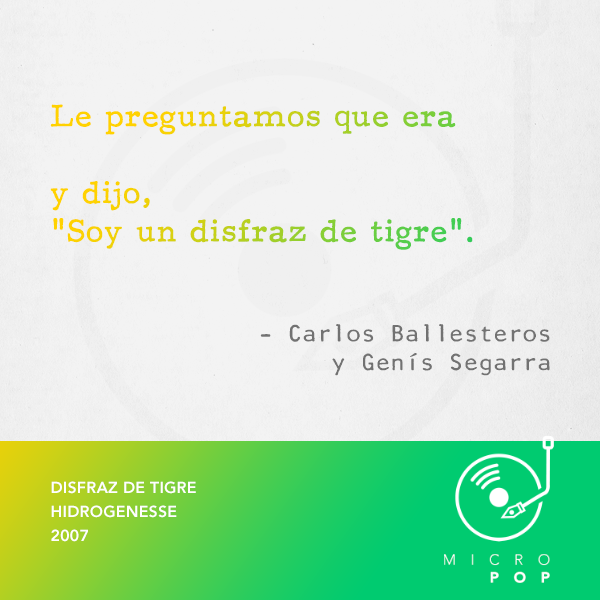 Le preguntamos que era
y dijo,
"Soy un disfraz de tigre".
– Carlos Ballesteros
y Genís Segarra
DISFRAZ DE TIGRE
HIDROGENESSE
2007
MICRO
POP